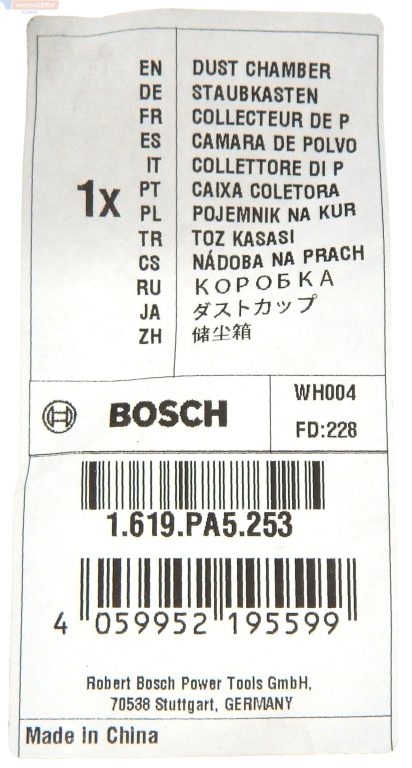 elektroSERW
1x
EN DUST CHAMBER
DE STAUBKASTEN
FR COLLECTEUR DE P
ES CAMARA DE POLVO
IT COLLETTORE DI P
PT CAIXA COLETORA
PL POJEMNIK NA KUR
TR TOZ KASASI
CS NÁDOBA NA PRACH
RU КОРОБКА
JA ダストカップ
ZH 储尘箱
BOSCH
WH004
FD:228
1.619.PA5.253
4 059952 195599
Robert Bosch Power Tools GmbH,
70538 Stuttgart, GERMANY
Made in China